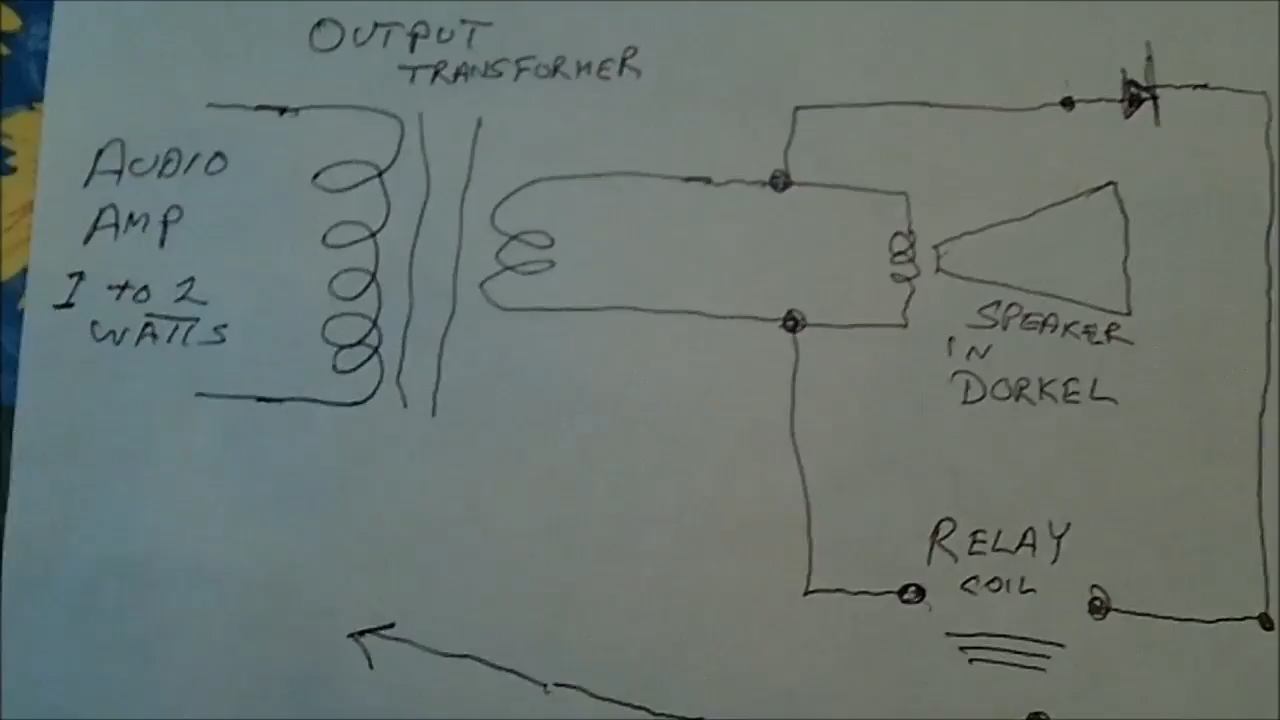 OUTPUT
TRANSFORMER
AUDIO
AMP
1 to 2
WATTS
SPEAKER
IN
DORKEL
RELAY
COIL